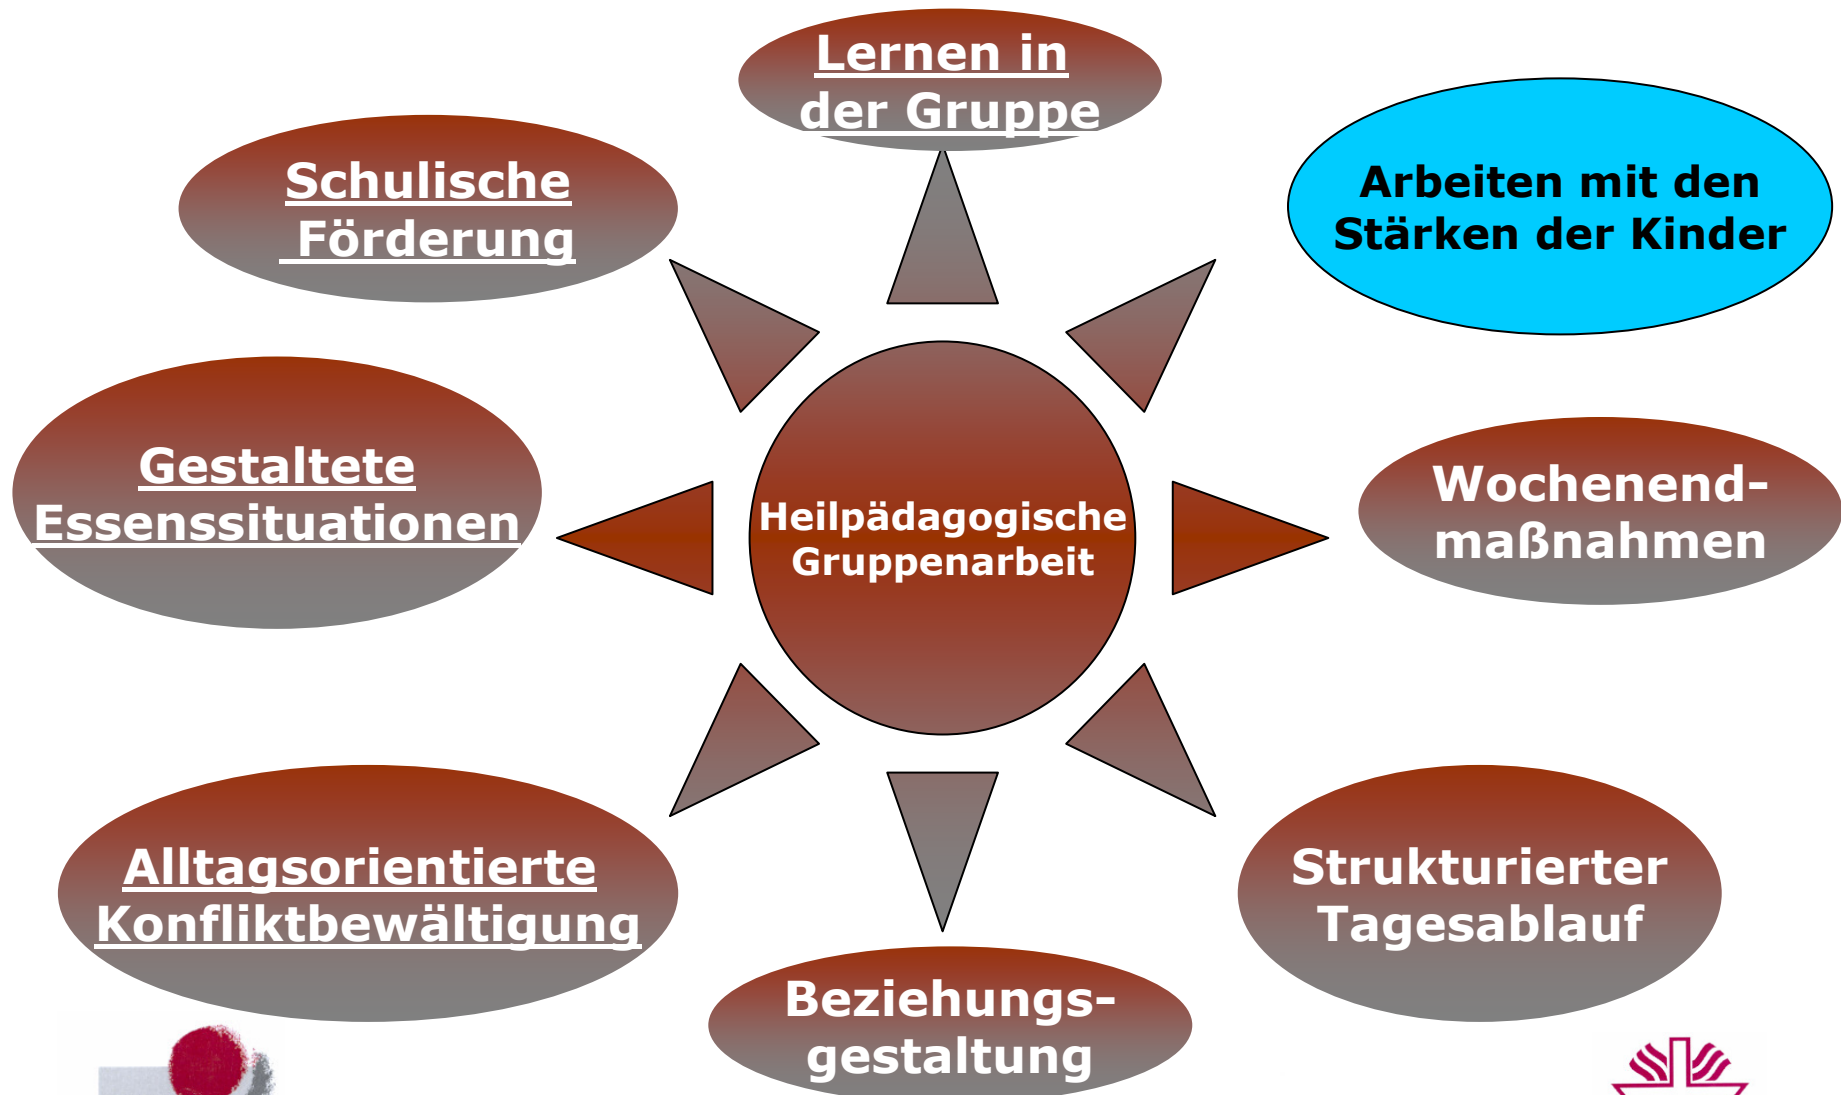 Lernen in
der Gruppe
Schulische
Förderung
Arbeiten mit den
Stärken der Kinder
Gestaltete
Essenssituationen
Heilpädagogische
Gruppenarbeit
Wochenend-
maßnahmen
Alltagsorientierte
Konfliktbewältigung
Strukturierter
Tagesablauf
Beziehungs-
gestaltung